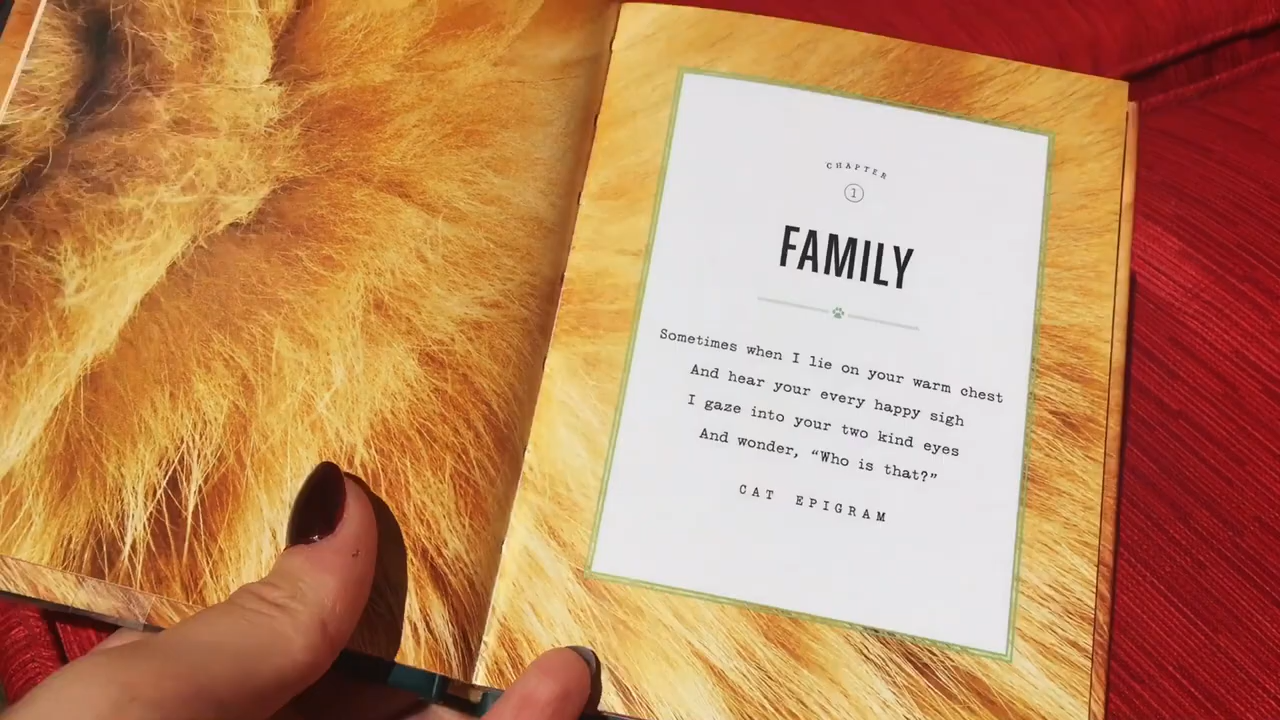 CHAPTER
1
FAMILY
Sometimes when I lie on your warm chest
And hear your every happy sigh
I gaze into your two kind eyes
And wonder, “Who is that?”
CAT EPIGRAM